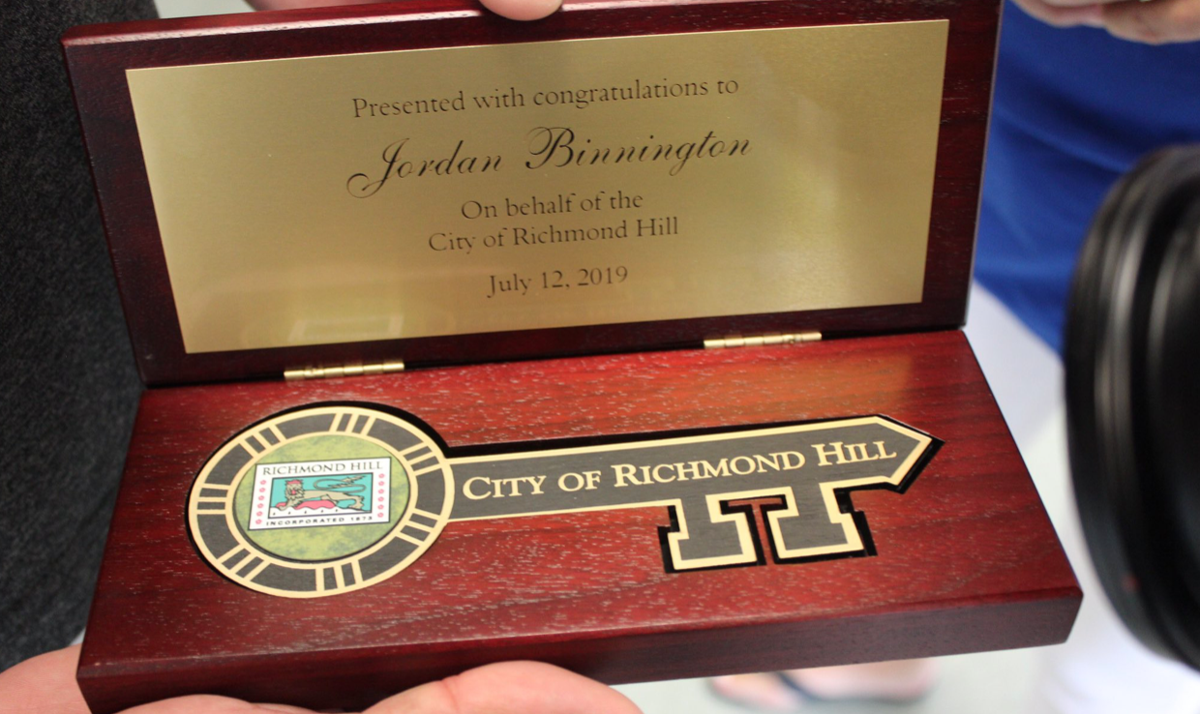 Presented with congratulations to
Jordan Binnington
On behalf of the
City of Richmond Hill
July 12, 2019
RICHMOND HILL
INCORPORATED 1873
CITY OF RICHMOND HILL